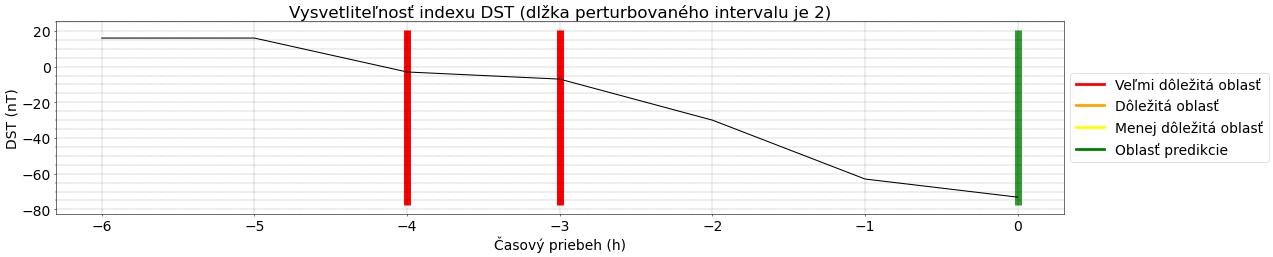 Vysvetliteľnosť indexu DST (dĺžka perturbovaného intervalu je 2)
20
0
−20
−40
−60
−80
DST (nT)
−6 −5 −4 −3 −2 −1 0
Časový priebeh (h)
Veľmi dôležitá oblasť
Dôležitá oblasť
Menej dôležitá oblasť
Oblasť predikcie